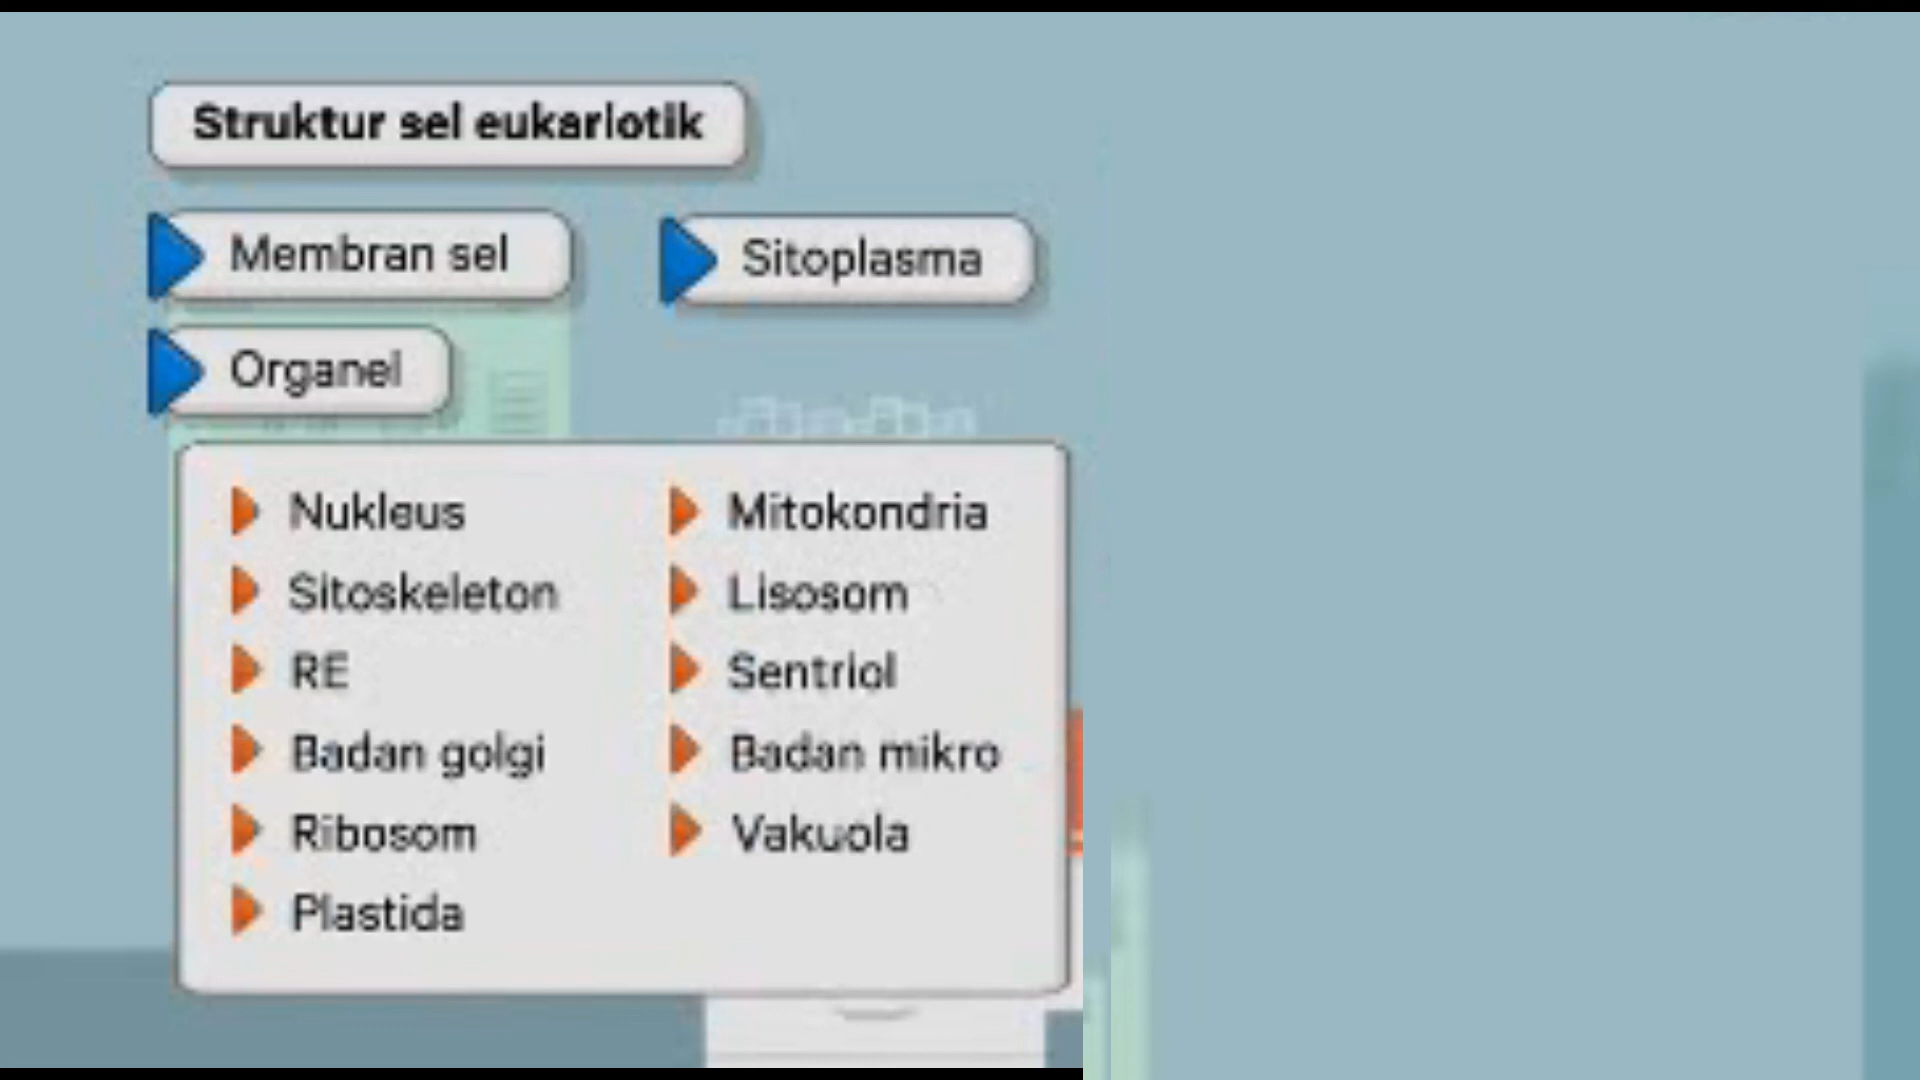 Struktur sel eukariotik
Membran sel
Sitoplasma
Organel
Nukleus
Sitoskeleton
RE
Badan golgi
Ribosom
Plastida
Mitokondria
Lisosom
Sentriol
Badan mikro
Vakuola